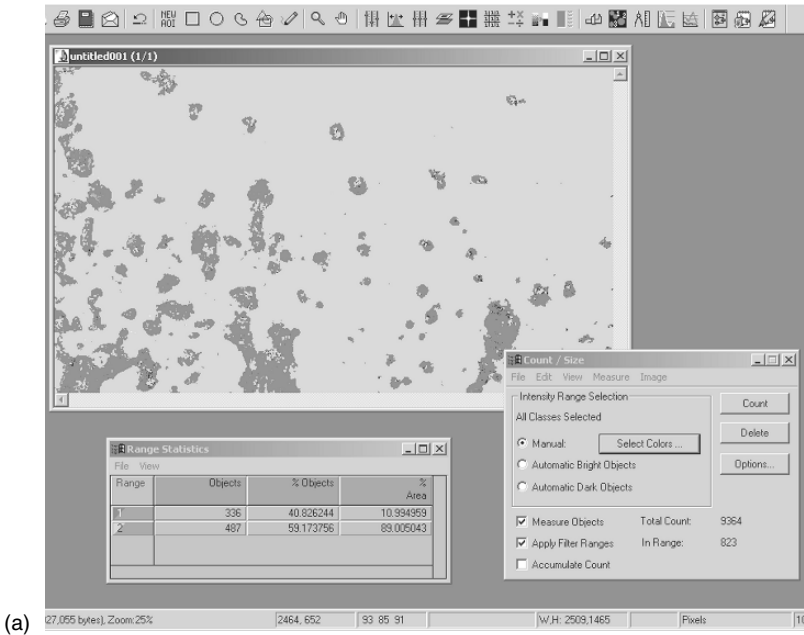 NEW
AOI
untitled001 (1/1)
Count / Size
File Edit View Measure Image
Intensity Range Selection
All Classes Selected
Manual: Select Colors ...
Automatic Bright Objects
Automatic Dark Objects
Count
Delete
Options...
Measure Objects Total Count: 9364
Apply Filter Ranges In Range: 823
Accumulate Count
Range Statistics
File View
Range Objects % Objects %
Area
1 336 40.826244 10.994959
2 487 59.173756 89.005043
(a)
27,055 bytes), Zoom:25% 2464, 652 93 85 91 W,H: 2509,1465 Pixels